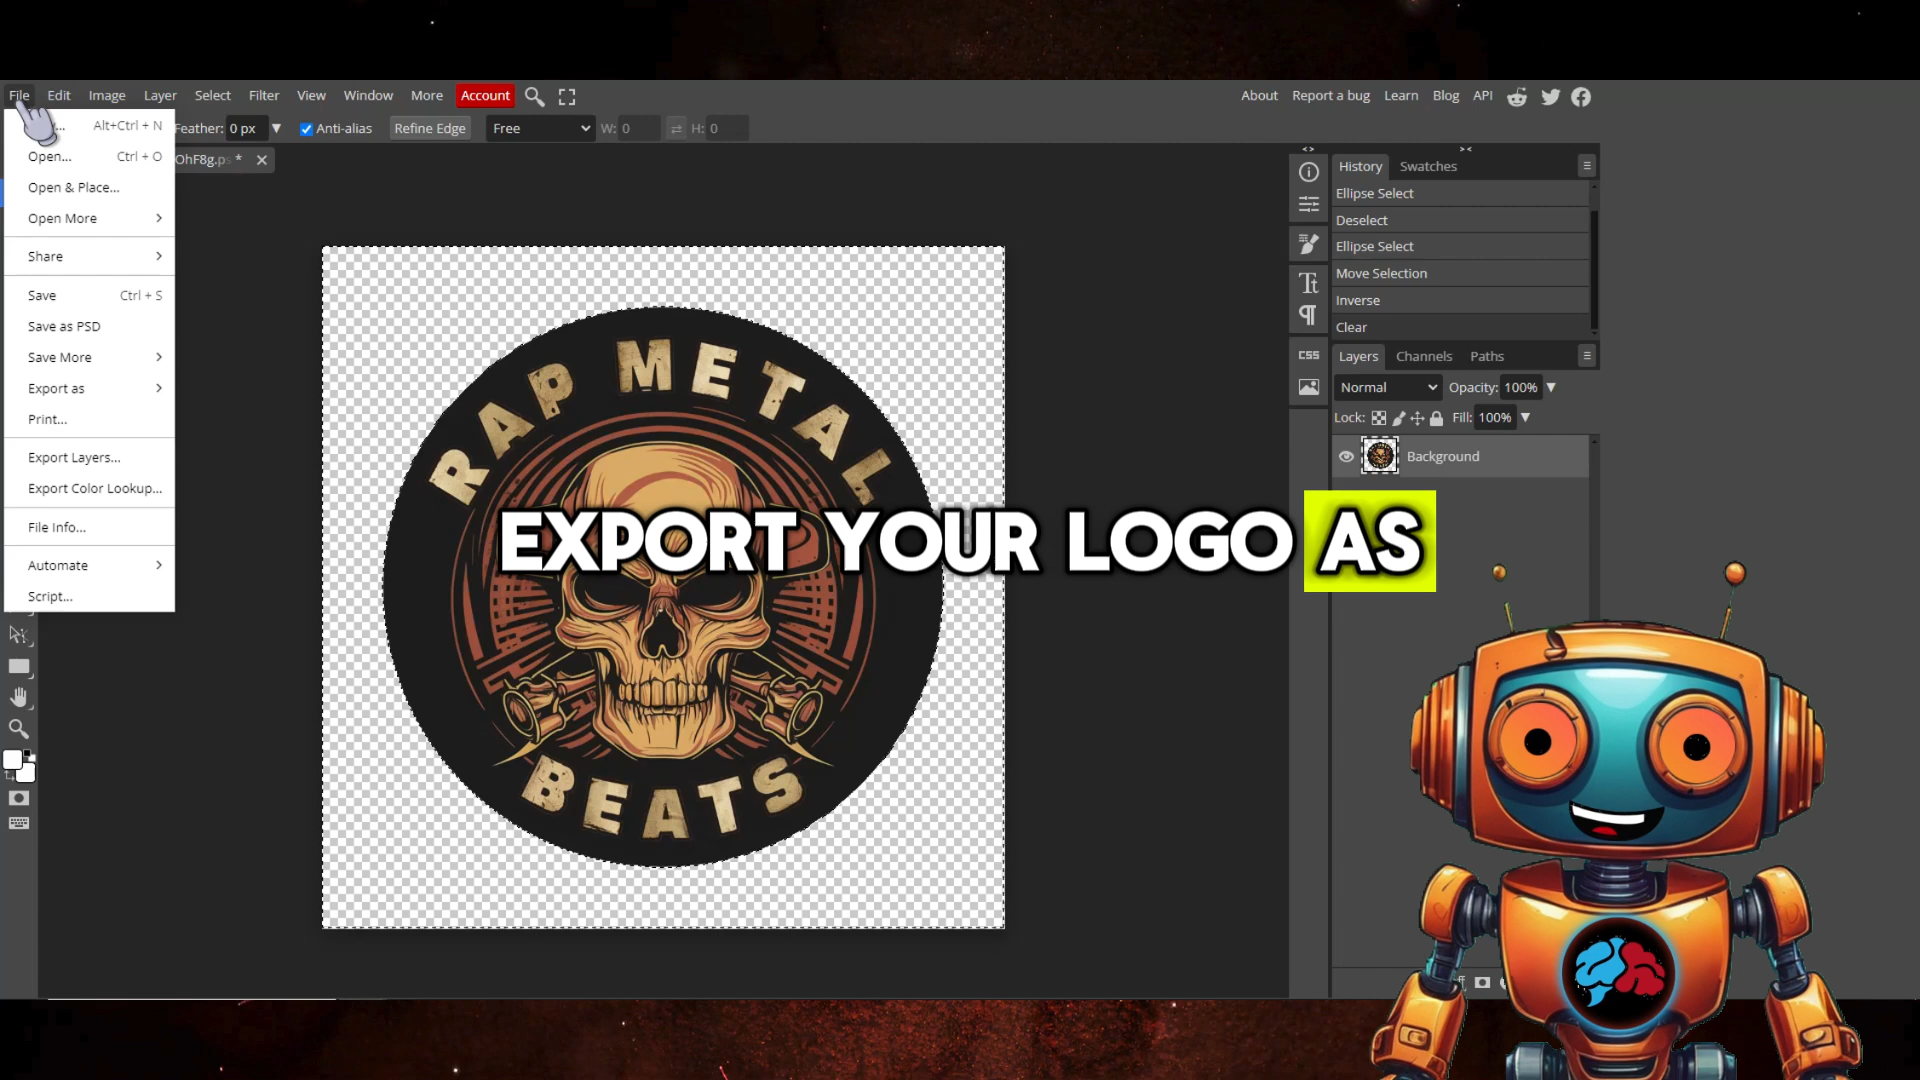 File Edit Image Layer Select Filter View Window More Account
About Report a bug Learn Blog API
Alt+Ctrl + N
Feather: 0 px Anti-alias Refine Edge Free W: 0 H: 0
Open... Ctrl + O
OhF8g.ps *
Open & Place...
Open More
Share
Save Ctrl + S
Save as PSD
Save More
Export as
Print...
Export Layers...
Export Color Lookup...
File Info...
Automate
Script...
RAP METAL
BEATS
EXPORT YOUR LOGO AS
History Swatches
Ellipse Select
Deselect
Ellipse Select
Move Selection
Inverse
Clear
CSS
Layers Channels Paths
Normal Opacity: 100%
Lock: Fill: 100%
Background